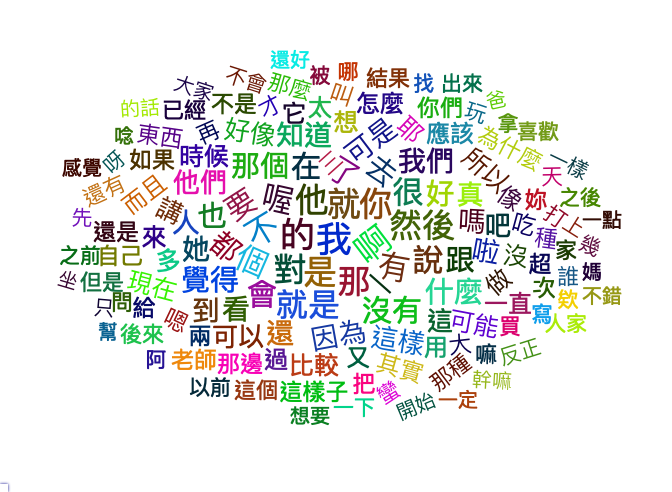 還好
大家 不會 那麼 被 哪 結果 找 出來
的話 已經 不是 才 它 太 叫 怎麼 你們 玩 爸
唸 東西 再 好像 知道 想 可是 耶 應該 為什麼 拿 喜歡
感覺 呀 如果 時候 那個 在 三 了 去 我們 所以 像 一樣 天
還有 而且 他們 喔 他 就 你 很 好 真 妳 之後
先 講 人 也 要 不 的 我 啊 然後 嗎 吧 吃 打 上 一點
還是 來 她 都 個 對 是 那 一 有 說 跟 啦 沒 種 家 幾
之前 自己 多 覺得 會 做 超 誰 媽
坐 但是 現在 就是 沒有 什麼 一直 次 欸 不錯
只 問 給 嗯 到 看 這 可能 買 寫 人家
幫 後來 兩 可以 還 因為 這樣 用 大 嘛 反正
阿 老師 那邊 過 比較 又 其實 那種 幹嘛
以前 這個 這樣子 把 蠻 一定
想要 一下 開始